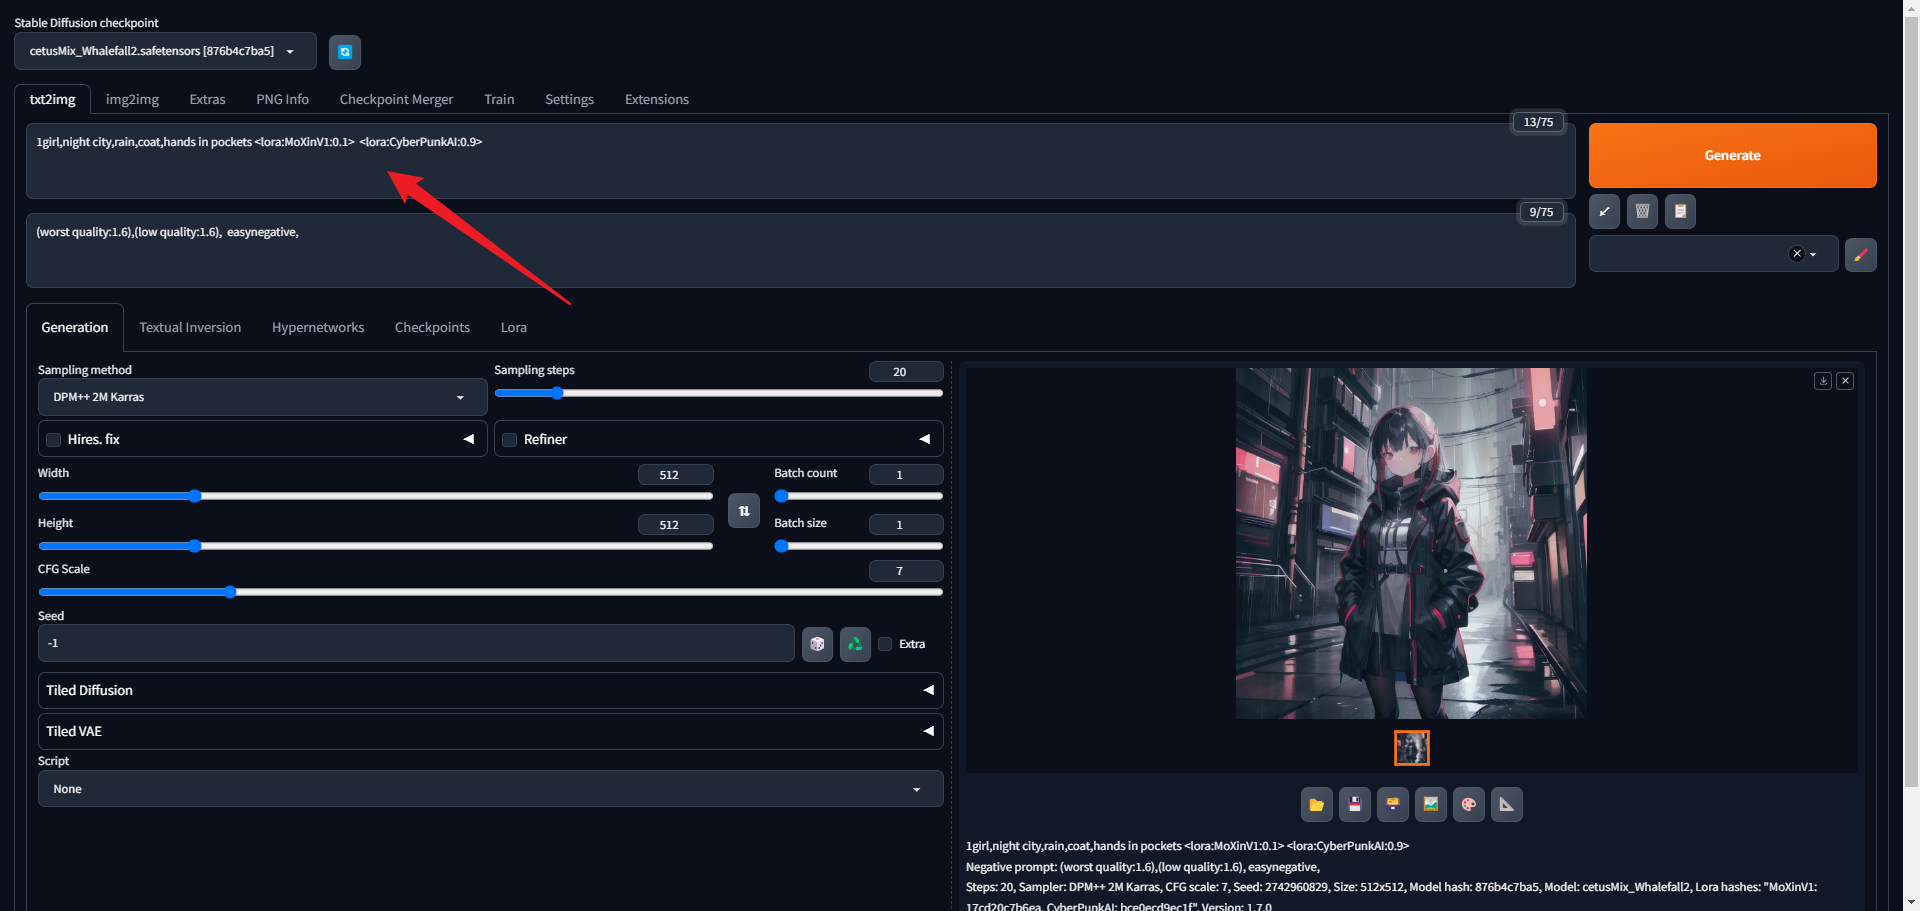 Stable Diffusion checkpoint
cetusMix_Whalefall2.safetensors [876b4c7ba5]
txt2img img2img Extras PNG Info Checkpoint Merger Train Settings Extensions
13/75
1girl,night city,rain,coat,hands in pockets <lora:MoXinV1:0.1> <lora:CyberPunkAI:0.9>
Generate
9/75
(worst quality:1.6),(low quality:1.6), easynegative,
Generation Textual Inversion Hypernetworks Checkpoints Lora
Sampling method
DPM++ 2M Karras
Sampling steps 20
Hires. fix
Refiner
Width 512
Batch count 1
Height 512
Batch size 1
CFG Scale 7
Seed
-1
Extra
Tiled Diffusion
Tiled VAE
Script
None
1girl,night city,rain,coat,hands in pockets <lora:MoXinV1:0.1> <lora:CyberPunkAI:0.9>
Negative prompt: (worst quality:1.6),(low quality:1.6), easynegative,
Steps: 20, Sampler: DPM++ 2M Karras, CFG scale: 7, Seed: 2742960829, Size: 512x512, Model hash: 876b4c7ba5, Model: cetusMix_Whalefall2, Lora hashes: "MoXinV1:
17cd20c7b6ea, CyberPunkAI: bce0ecd9ec1f", Version: 1.7.0